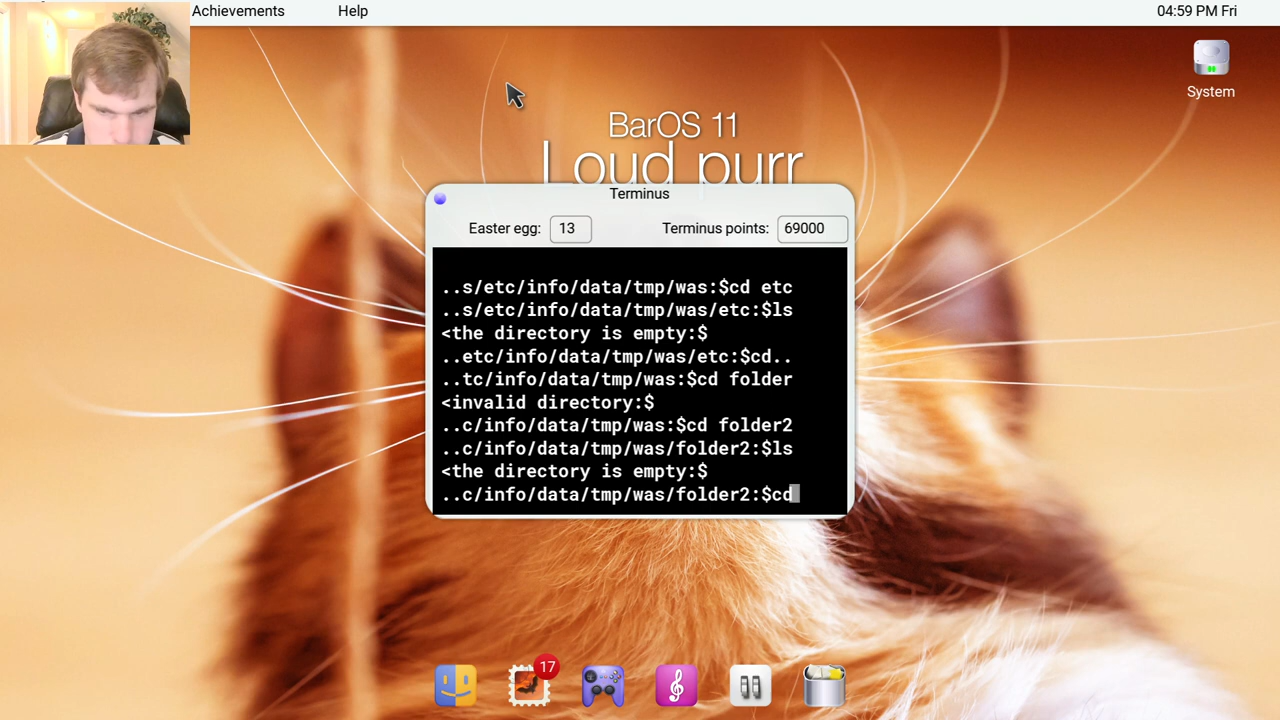 Achievements
Help
04:59 PM Fri
System
BarOS 11
Loud purr
Terminus
Easter egg: 13
Terminus points: 69000
..s/etc/info/data/tmp/was:$cd etc
..s/etc/info/data/tmp/was/etc:$ls
<the directory is empty:$
..etc/info/data/tmp/was/etc:$cd..
..tc/info/data/tmp/was:$cd folder
<invalid directory:$
..c/info/data/tmp/was:$cd folder2
..c/info/data/tmp/was/folder2:$ls
<the directory is empty:$
..c/info/data/tmp/was/folder2:$cd
17